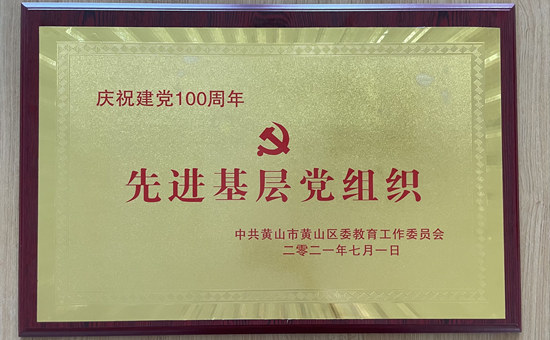 庆祝建党100周年
先进基层党组织
中共黄山市黄山区委教育工作委员会
二零二一年七月一日